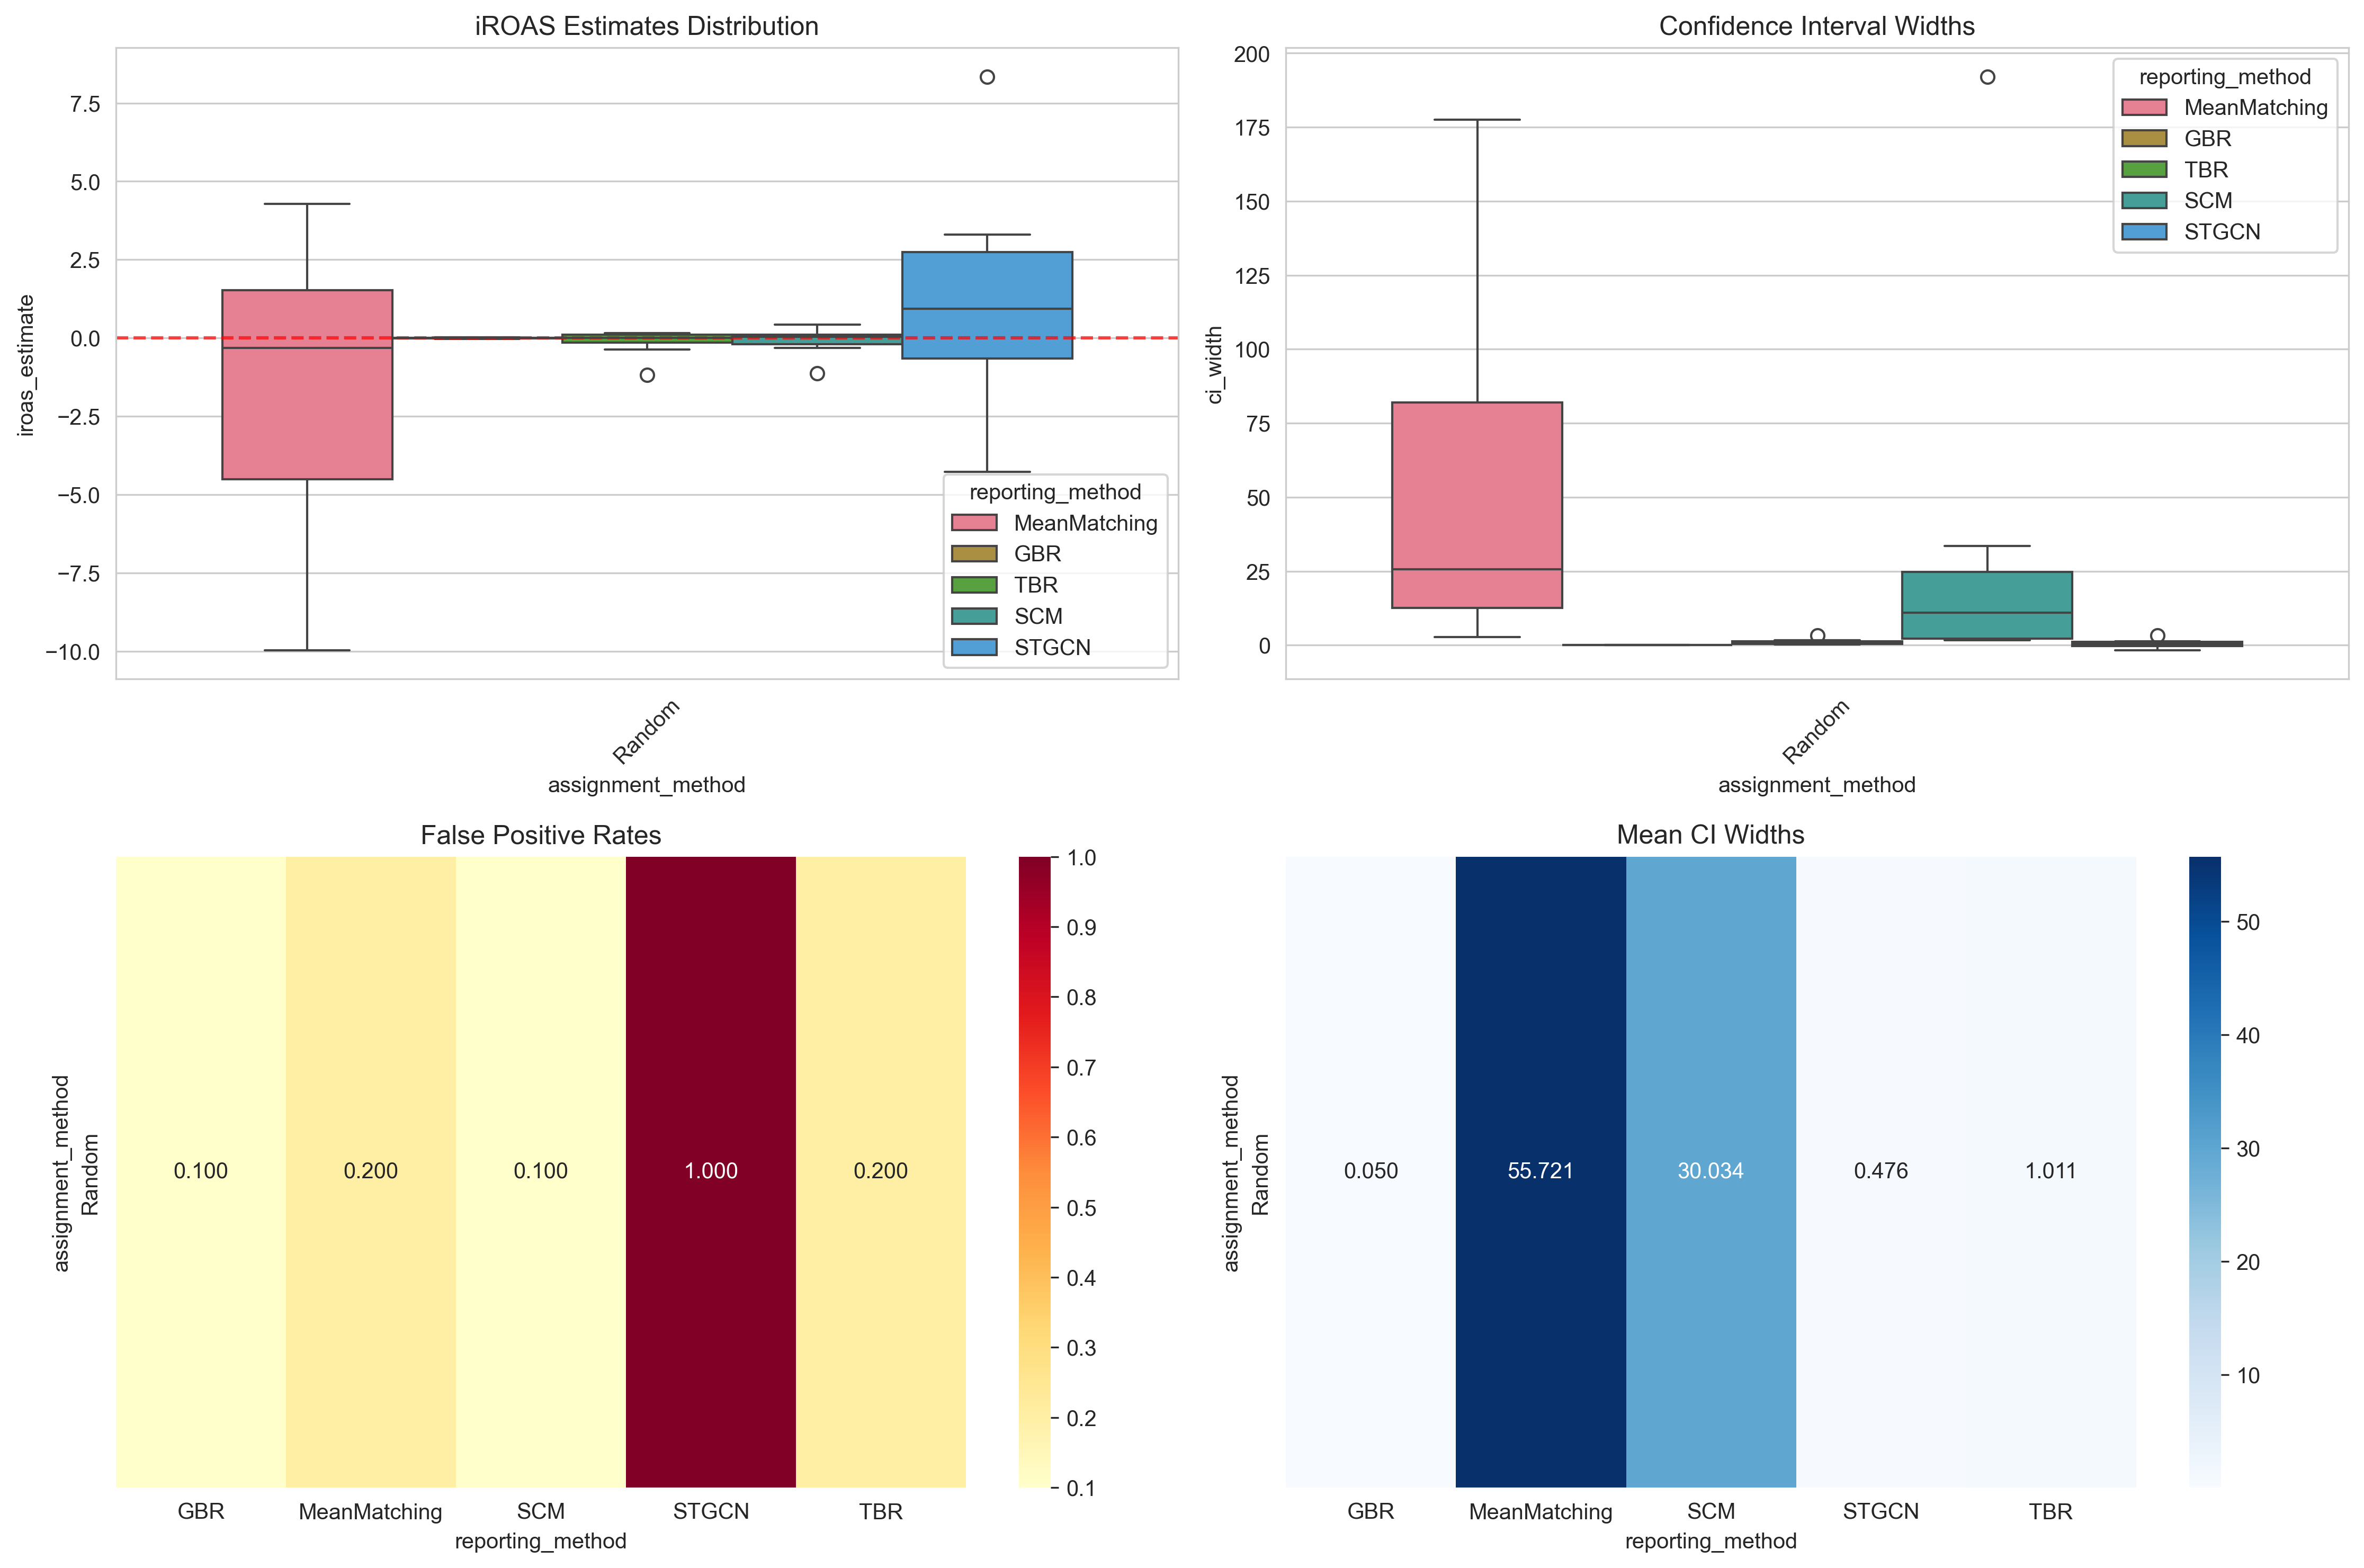 iROAS Estimates Distribution
iroas_estimate
7.5
5.0
2.5
0.0
−2.5
−5.0
−7.5
−10.0
reporting_method
MeanMatching
GBR
TBR
SCM
STGCN
Random
assignment_method
Confidence Interval Widths
ci_width
200
175
150
125
100
75
50
25
0
reporting_method
MeanMatching
GBR
TBR
SCM
STGCN
Random
assignment_method
False Positive Rates
assignment_method
Random
0.100 0.200 0.100 1.000 0.200
GBR MeanMatching SCM STGCN TBR
reporting_method
1.0
0.9
0.8
0.7
0.6
0.5
0.4
0.3
0.2
0.1
Mean CI Widths
assignment_method
Random
0.050 55.721 30.034 0.476 1.011
GBR MeanMatching SCM STGCN TBR
reporting_method
50
40
30
20
10